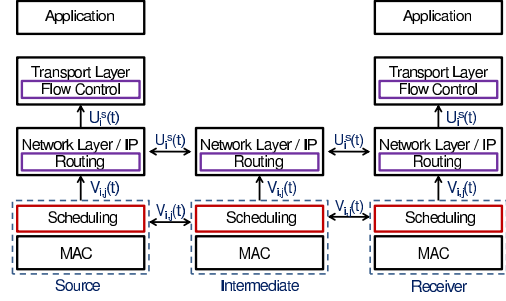 Application Application
Transport Layer Transport Layer
Flow Control Flow Control
Uᵢˢ(t) Uᵢˢ(t)
Network Layer / IP Uᵢˢ(t) Network Layer / IP Uᵢˢ(t) Network Layer / IP
Routing Routing Routing
Vᵢ,ⱼ(t) Vᵢ,ⱼ(t) Vᵢ,ⱼ(t)
Scheduling Vᵢ,ⱼ(t) Scheduling Vᵢ,ⱼ(t) Scheduling
MAC MAC MAC
Source Intermediate Receiver